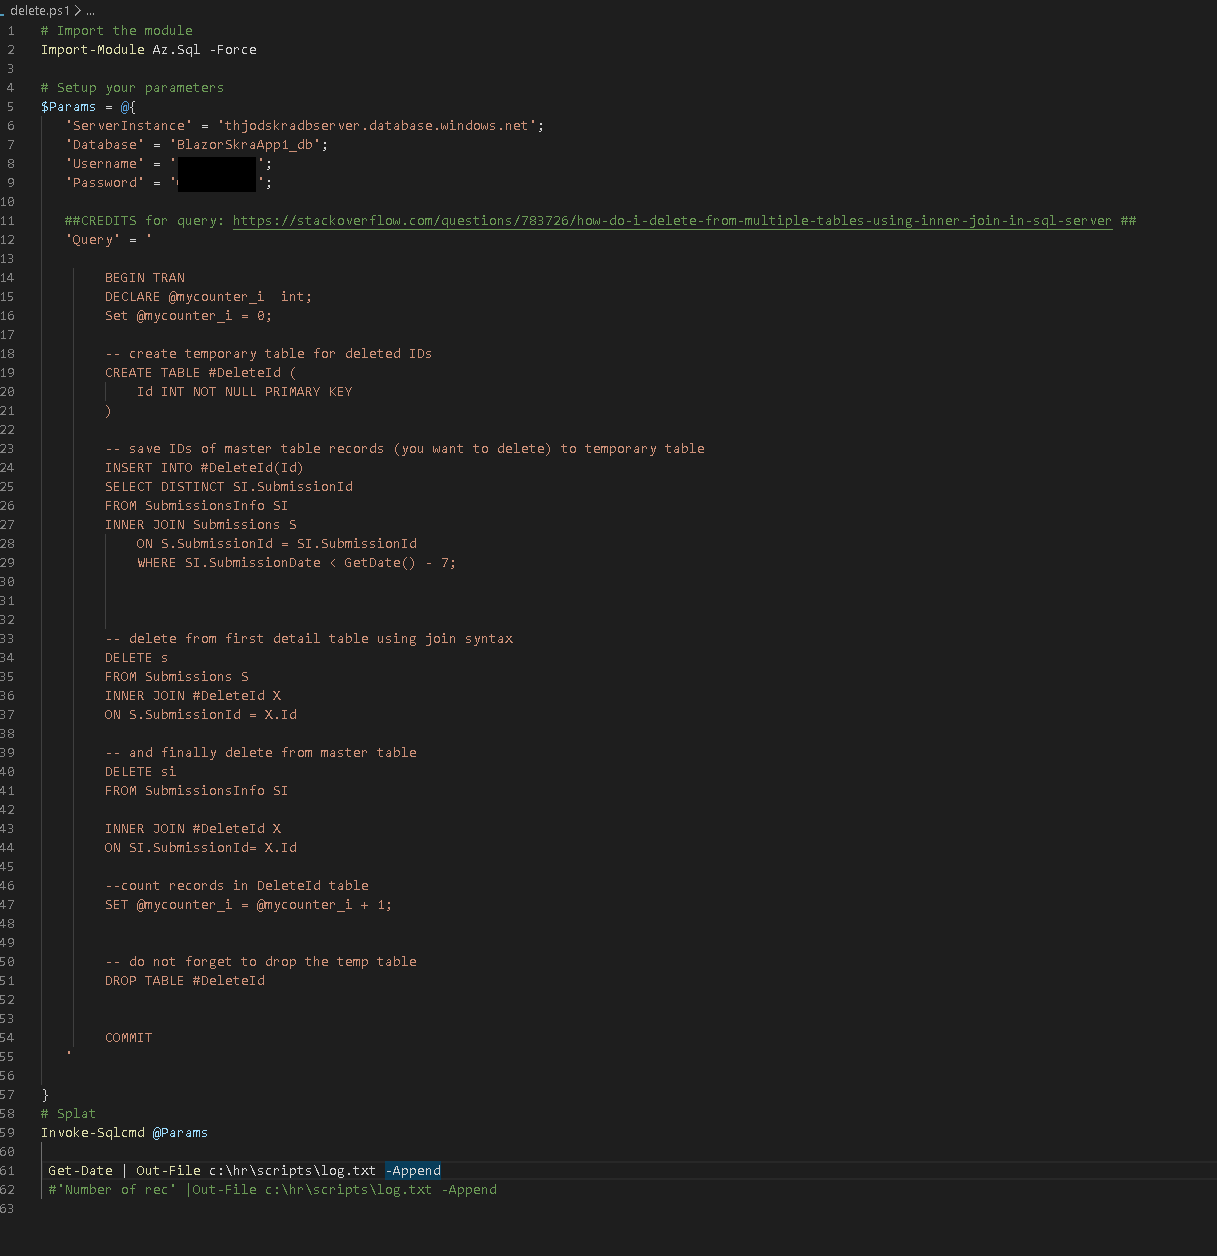 delete.ps1 > ...
1 # Import the module
2 Import-Module Az.Sql -Force
3
4 # Setup your parameters
5 $Params = @{
6 'ServerInstance' = 'thjodskradbserver.database.windows.net';
7 'Database' = 'BlazorSkraApp1_db';
8 'Username' = ' ';
9 'Password' = ' ';
10
11 ##CREDITS for query: https://stackoverflow.com/questions/783726/how-do-i-delete-from-multiple-tables-using-inner-join-in-sql-server ##
12 'Query' = '
13
14 BEGIN TRAN
15 DECLARE @mycounter_i  int;
16 Set @mycounter_i = 0;
17
18 -- create temporary table for deleted IDs
19 CREATE TABLE #DeleteId (
20 Id INT NOT NULL PRIMARY KEY
21 )
22
23 -- save IDs of master table records (you want to delete) to temporary table
24 INSERT INTO #DeleteId(Id)
25 SELECT DISTINCT SI.SubmissionId
26 FROM SubmissionsInfo SI
27 INNER JOIN Submissions S
28 ON S.SubmissionId = SI.SubmissionId
29 WHERE SI.SubmissionDate < GetDate() - 7;
30
31
32
33 -- delete from first detail table using join syntax
34 DELETE s
35 FROM Submissions S
36 INNER JOIN #DeleteId X
37 ON S.SubmissionId = X.Id
38
39 -- and finally delete from master table
40 DELETE si
41 FROM SubmissionsInfo SI
42
43 INNER JOIN #DeleteId X
44 ON SI.SubmissionId= X.Id
45
46 --count records in DeleteId table
47 SET @mycounter_i = @mycounter_i + 1;
48
49
50 -- do not forget to drop the temp table
51 DROP TABLE #DeleteId
52
53
54 COMMIT
55 '
56
57 }
58 # Splat
59 Invoke-Sqlcmd @Params
60
61 Get-Date | Out-File c:\hr\scripts\log.txt -Append
62 #'Number of rec' |Out-File c:\hr\scripts\log.txt -Append
63